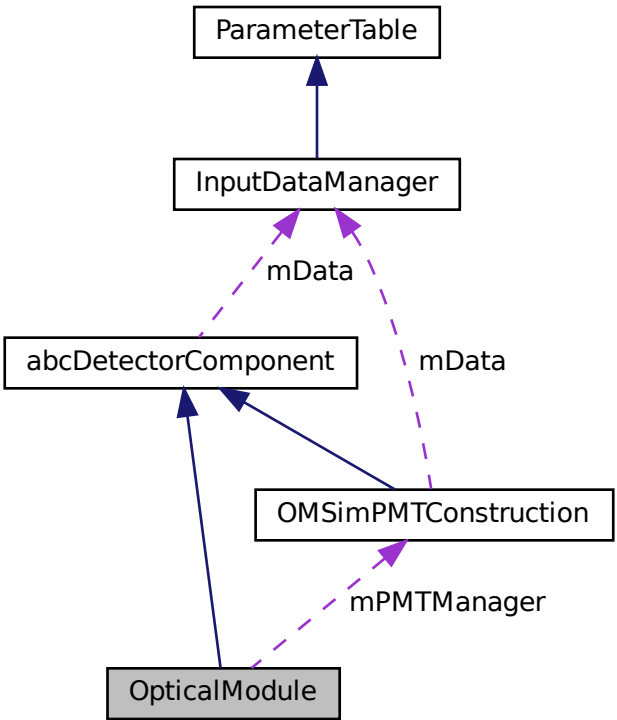 ParameterTable
InputDataManager
mData
abcDetectorComponent
mData
OMSimPMTConstruction
mPMTManager
OpticalModule